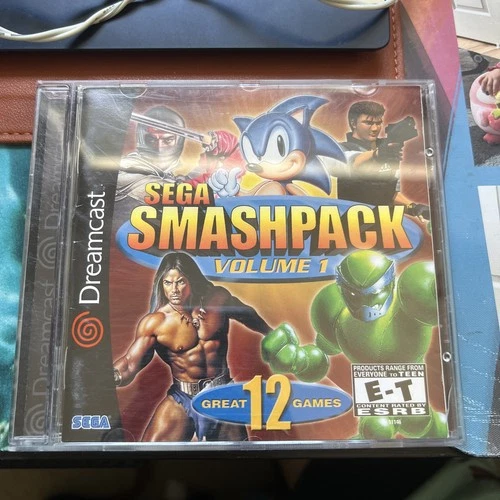 SEGA
SMASHPACK
VOLUME 1
Dreamcast
Dreamcast
GREAT 12 GAMES
SEGA
PRODUCTS RANGE FROM
EVERYONE TO TEEN
E-T
CONTENT RATED BY
ESRB